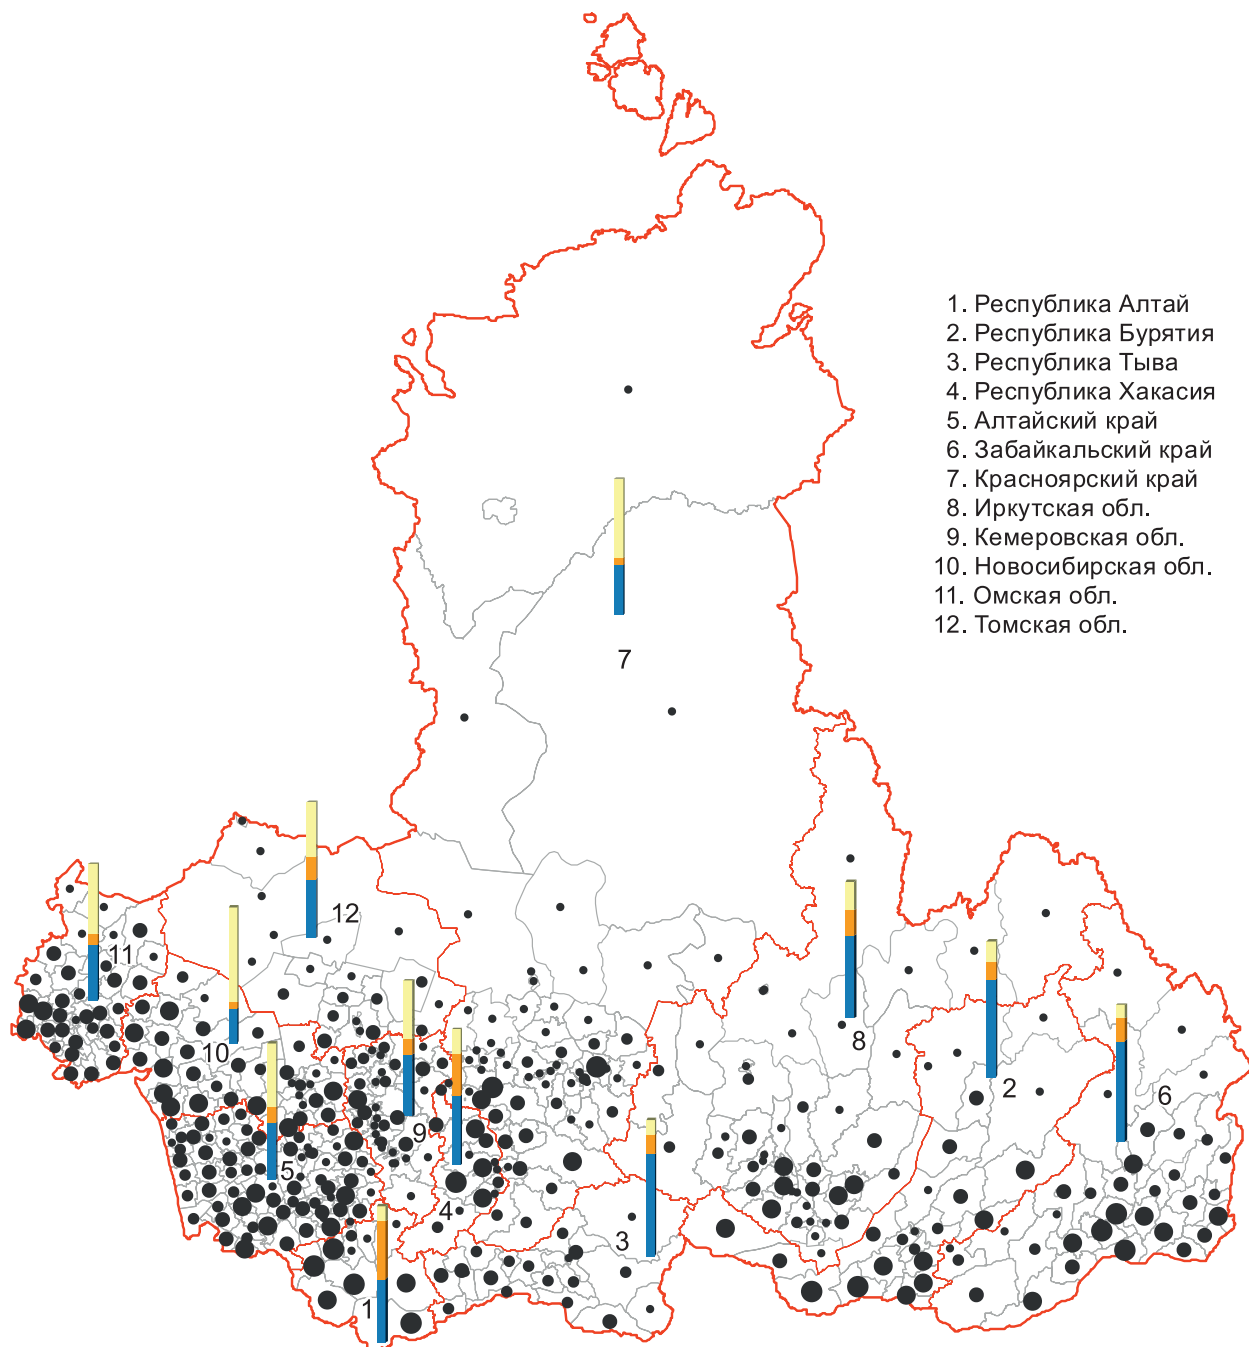 1. Республика Алтай
2. Республика Бурятия
3. Республика Тыва
4. Республика Хакасия
5. Алтайский край
6. Забайкальский край
7. Красноярский край
8. Иркутская обл.
9. Кемеровская обл.
10. Новосибирская обл.
11. Омская обл.
12. Томская обл.
7
12
11
10
8
2
6
9
5
4
3
1